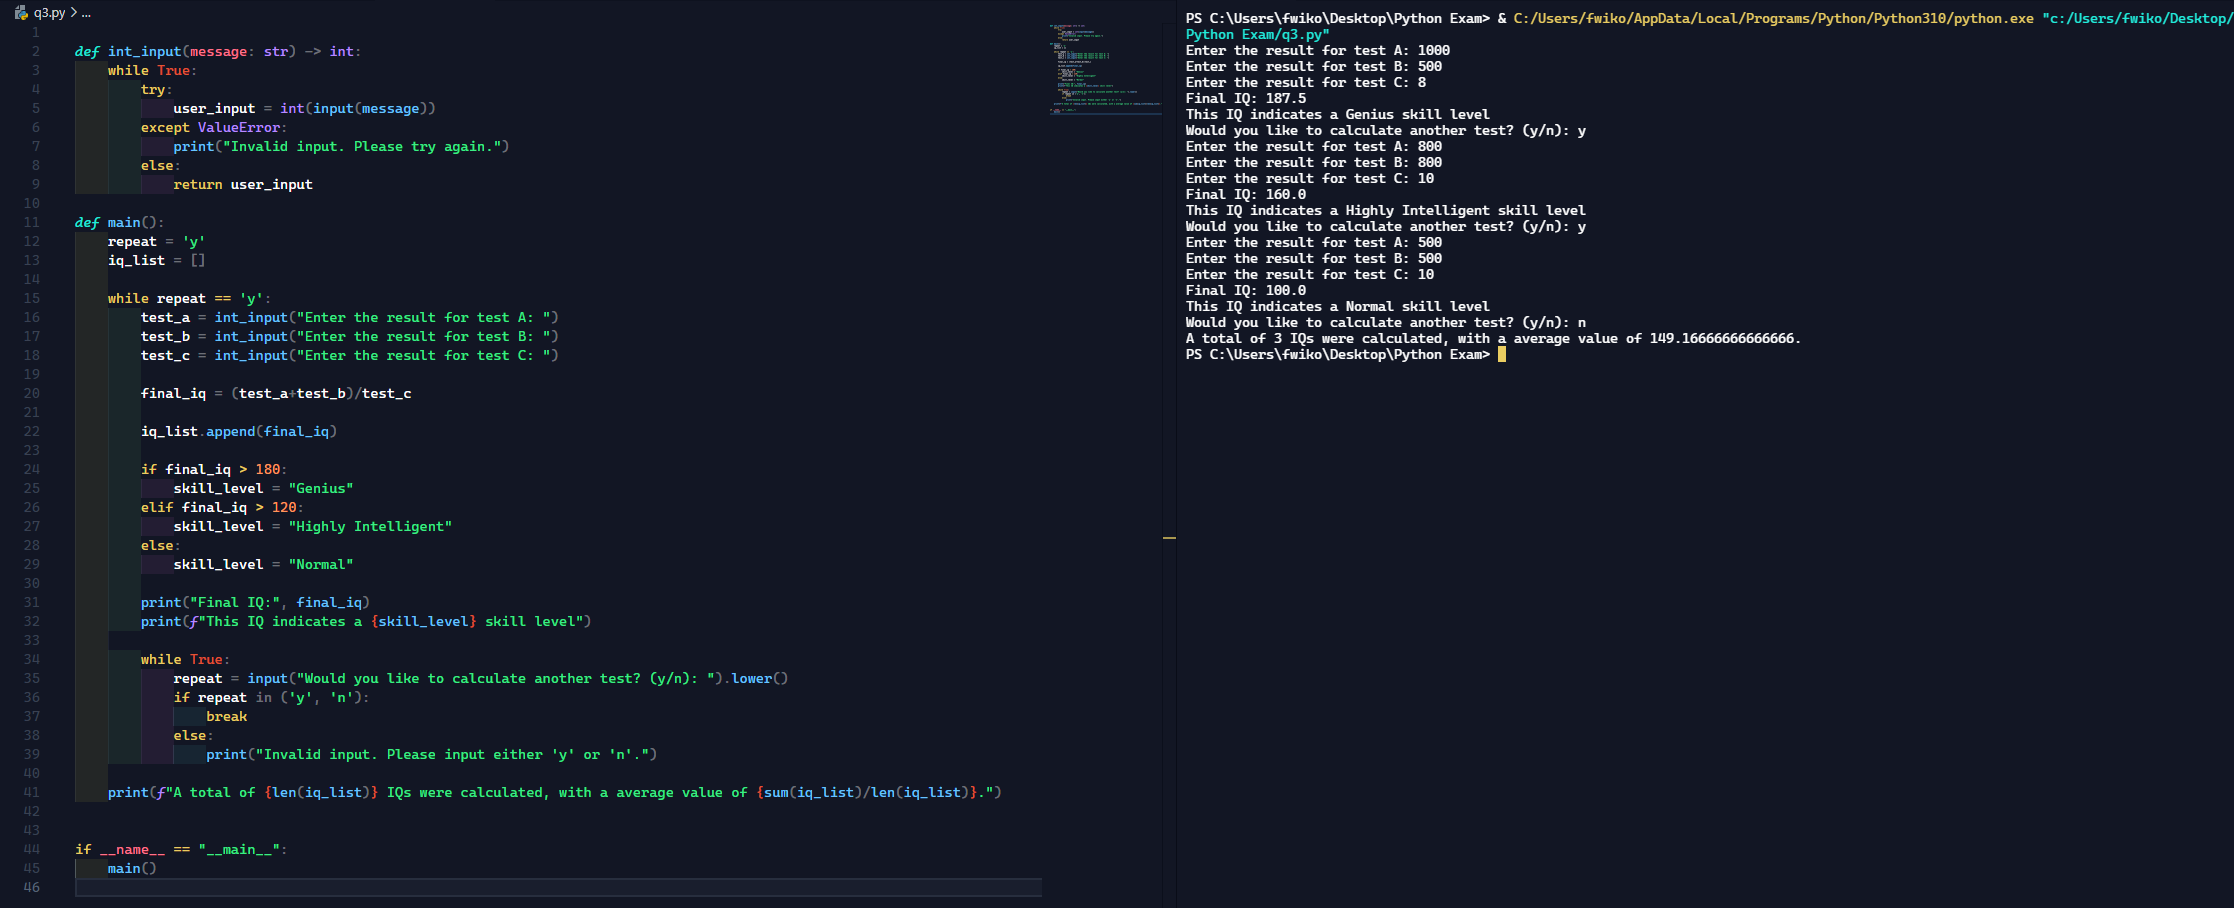 q3.py > ...
1
2 def int_input(message: str) -> int:
3     while True:
4         try:
5             user_input = int(input(message))
6         except ValueError:
7             print("Invalid input. Please try again.")
8         else:
9             return user_input
10
11 def main():
12     repeat = 'y'
13     iq_list = []
14
15     while repeat == 'y':
16         test_a = int_input("Enter the result for test A: ")
17         test_b = int_input("Enter the result for test B: ")
18         test_c = int_input("Enter the result for test C: ")
19
20         final_iq = (test_a+test_b)/test_c
21
22         iq_list.append(final_iq)
23
24         if final_iq > 180:
25             skill_level = "Genius"
26         elif final_iq > 120:
27             skill_level = "Highly Intelligent"
28         else:
29             skill_level = "Normal"
30
31         print("Final IQ:", final_iq)
32         print(f"This IQ indicates a {skill_level} skill level")
33
34         while True:
35             repeat = input("Would you like to calculate another test? (y/n): ").lower()
36             if repeat in ('y', 'n'):
37                 break
38             else:
39                 print("Invalid input. Please input either 'y' or 'n'.")
40
41     print(f"A total of {len(iq_list)} IQs were calculated, with a average value of {sum(iq_list)/len(iq_list)}.")
42
43
44 if __name__ == "__main__":
45     main()
46
PS C:\Users\fwiko\Desktop\Python Exam> & C:/Users/fwiko/AppData/Local/Programs/Python/Python310/python.exe "c:/Users/fwiko/Desktop/
Python Exam/q3.py"
Enter the result for test A: 1000
Enter the result for test B: 500
Enter the result for test C: 8
Final IQ: 187.5
This IQ indicates a Genius skill level
Would you like to calculate another test? (y/n): y
Enter the result for test A: 800
Enter the result for test B: 800
Enter the result for test C: 10
Final IQ: 160.0
This IQ indicates a Highly Intelligent skill level
Would you like to calculate another test? (y/n): y
Enter the result for test A: 500
Enter the result for test B: 500
Enter the result for test C: 10
Final IQ: 100.0
This IQ indicates a Normal skill level
Would you like to calculate another test? (y/n): n
A total of 3 IQs were calculated, with a average value of 149.16666666666666.
PS C:\Users\fwiko\Desktop\Python Exam>